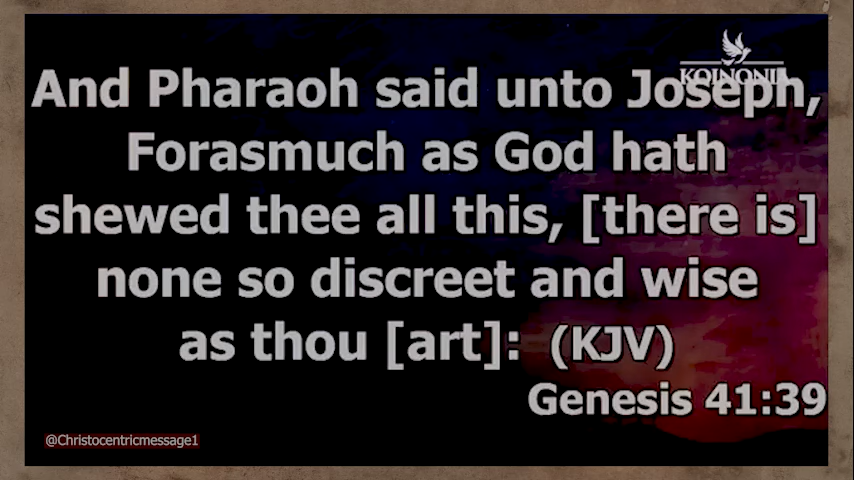 KOINONIA
And Pharaoh said unto Joseph,
Forasmuch as God hath
shewed thee all this, [there is]
none so discreet and wise
as thou [art]: (KJV)
Genesis 41:39
@Christocentricmessage1